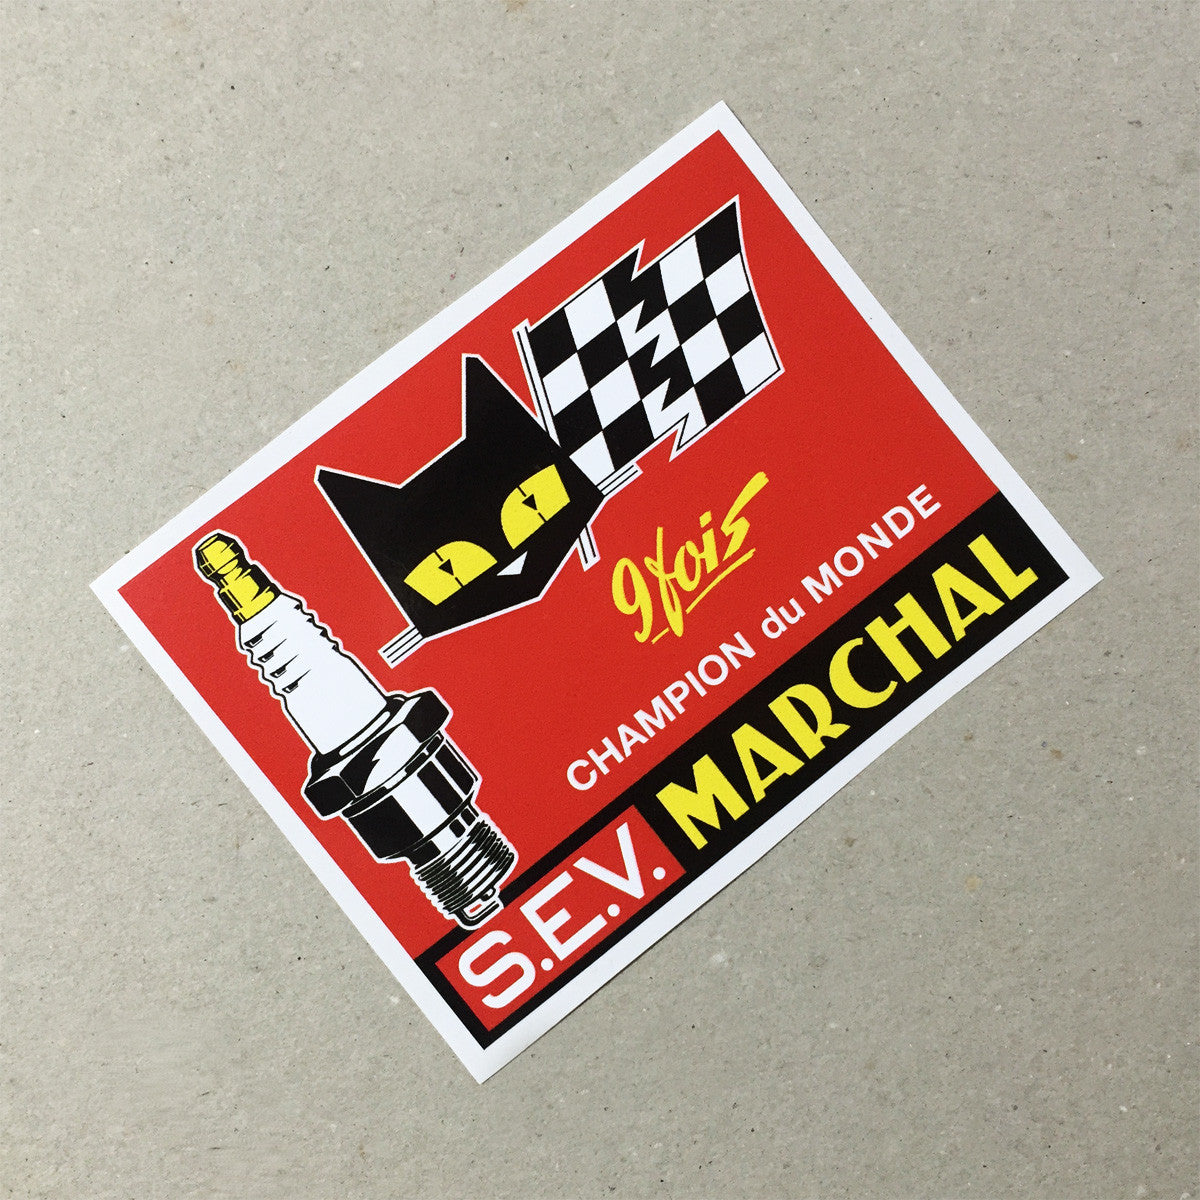 9 fois
CHAMPION du MONDE
S.E.V. MARCHAL